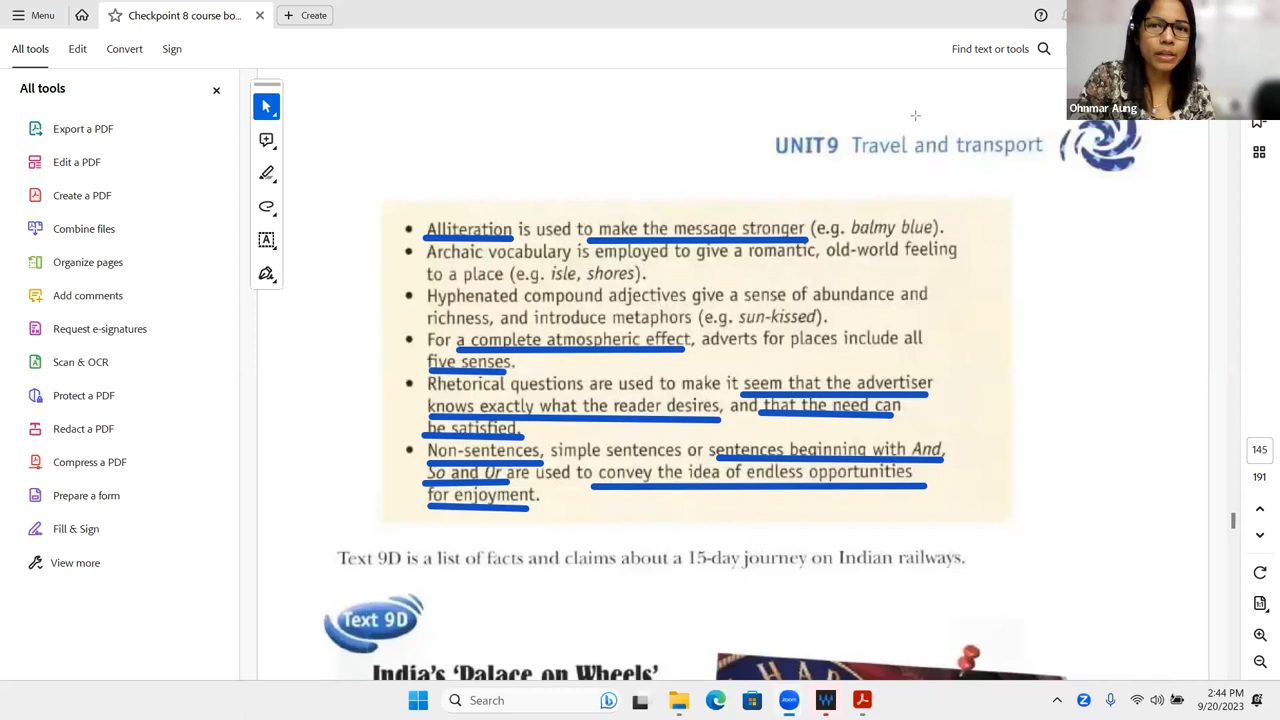 Menu
Checkpoint 8 course bo...
Create
All tools
Edit
Convert
Sign
Find text or tools
Ohnmar Aung
All tools
Export a PDF
Edit a PDF
Create a PDF
Combine files
Organize pages
Add comments
Request e-signatures
Scan & OCR
Protect a PDF
Redact a PDF
Compress a PDF
Prepare a form
Fill & Sign
View more
UNIT 9 Travel and transport
• Alliteration is used to make the message stronger (e.g. balmy blue).
• Archaic vocabulary is employed to give a romantic, old-world feeling
to a place (e.g. isle, shores).
• Hyphenated compound adjectives give a sense of abundance and
richness, and introduce metaphors (e.g. sun-kissed).
• For a complete atmospheric effect, adverts for places include all
five senses.
• Rhetorical questions are used to make it seem that the advertiser
knows exactly what the reader desires, and that the need can
be satisfied.
• Non-sentences, simple sentences or sentences beginning with And,
So and Or are used to convey the idea of endless opportunities
for enjoyment.
Text 9D is a list of facts and claims about a 15-day journey on Indian railways.
Text 9D
India's 'Palace on Wheels'
145
191
Search
2:44 PM
9/20/2023